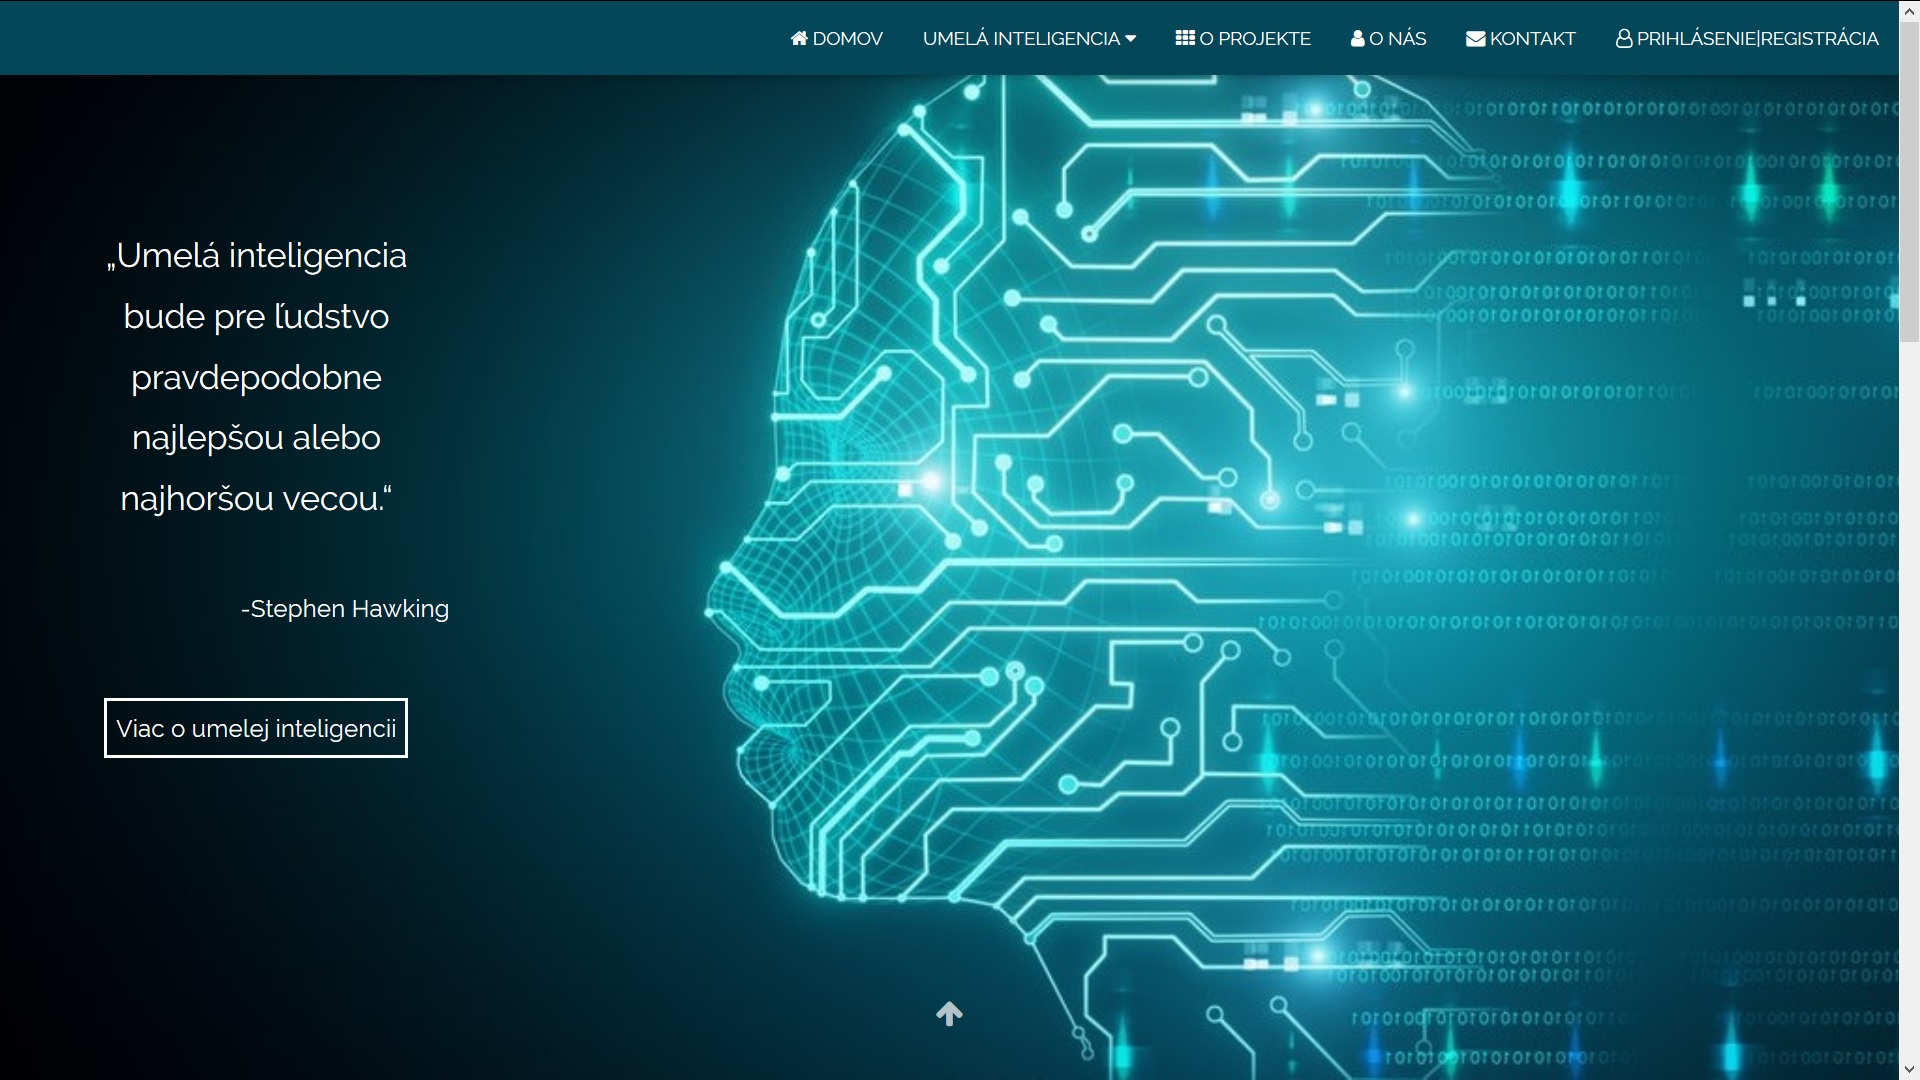 DOMOV UMELÁ INTELIGENCIA O PROJEKTE O NÁS KONTAKT PRIHLÁSENIE|REGISTRÁCIA
„Umelá inteligencia
bude pre ľudstvo
pravdepodobne
najlepšou alebo
najhoršou vecou.“
-Stephen Hawking
Viac o umelej inteligencii